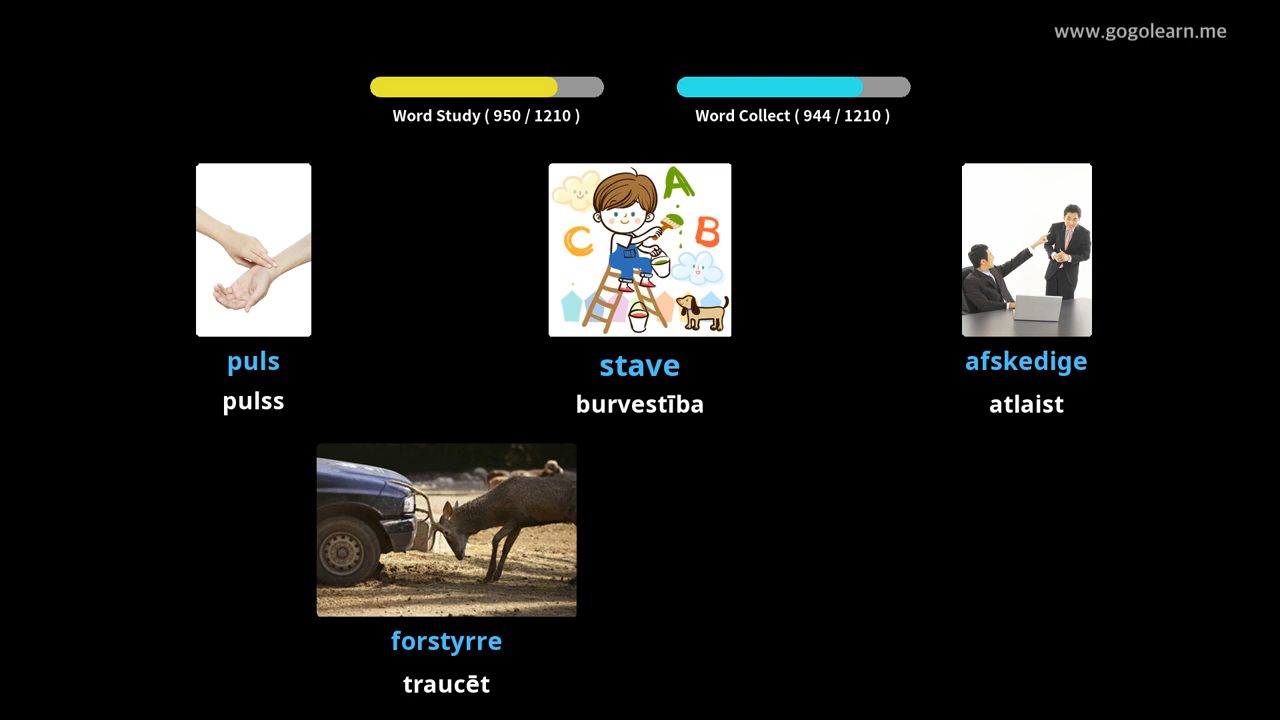 www.gogolearn.me
Word Study ( 950 / 1210 )
Word Collect ( 944 / 1210 )
A
B
C
puls
stave
afskedige
pulss
burvestība
atlaist
forstyrre
traucēt